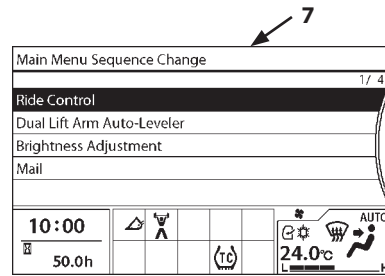 7
Main Menu Sequence Change
1/ 4
Ride Control
Dual Lift Arm Auto-Leveler
Brightness Adjustment
Mail
10:00
50.0h
TC
AUTO
24.0°C
L H